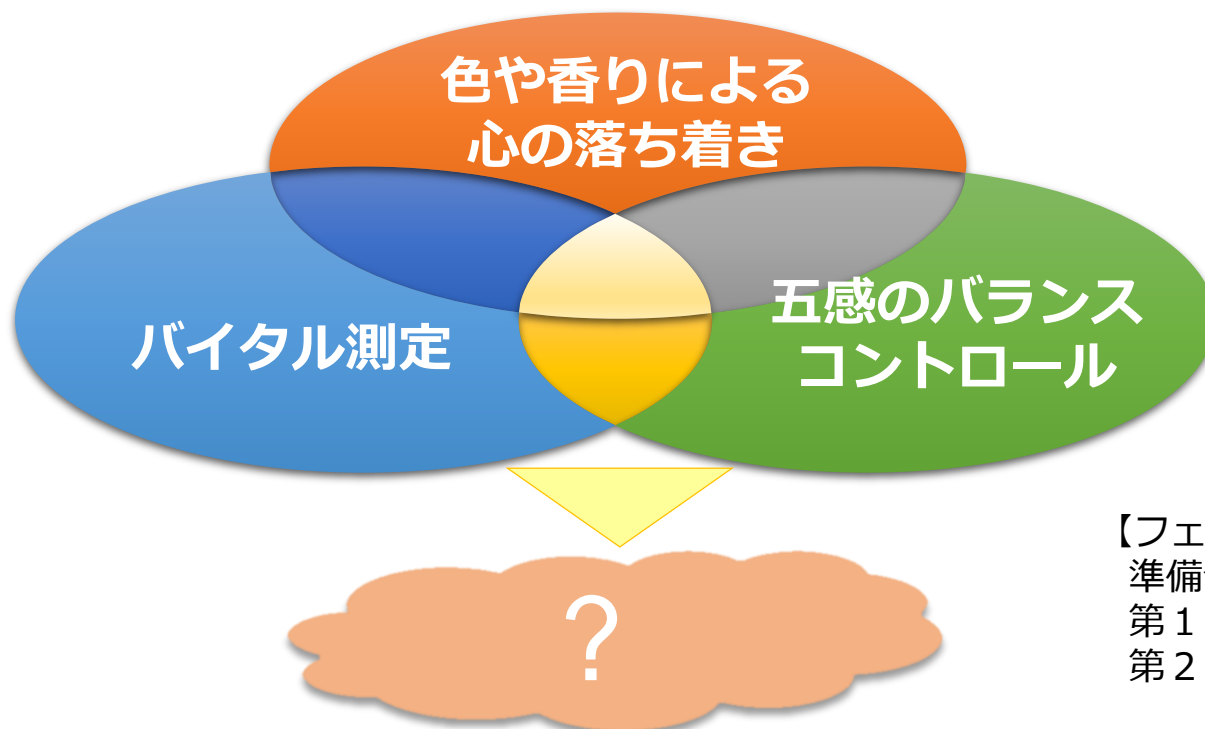 色や香りによる
心の落ち着き
バイタル測定
五感のバランス
コントロール
?
【フェ
準備
第1
第2